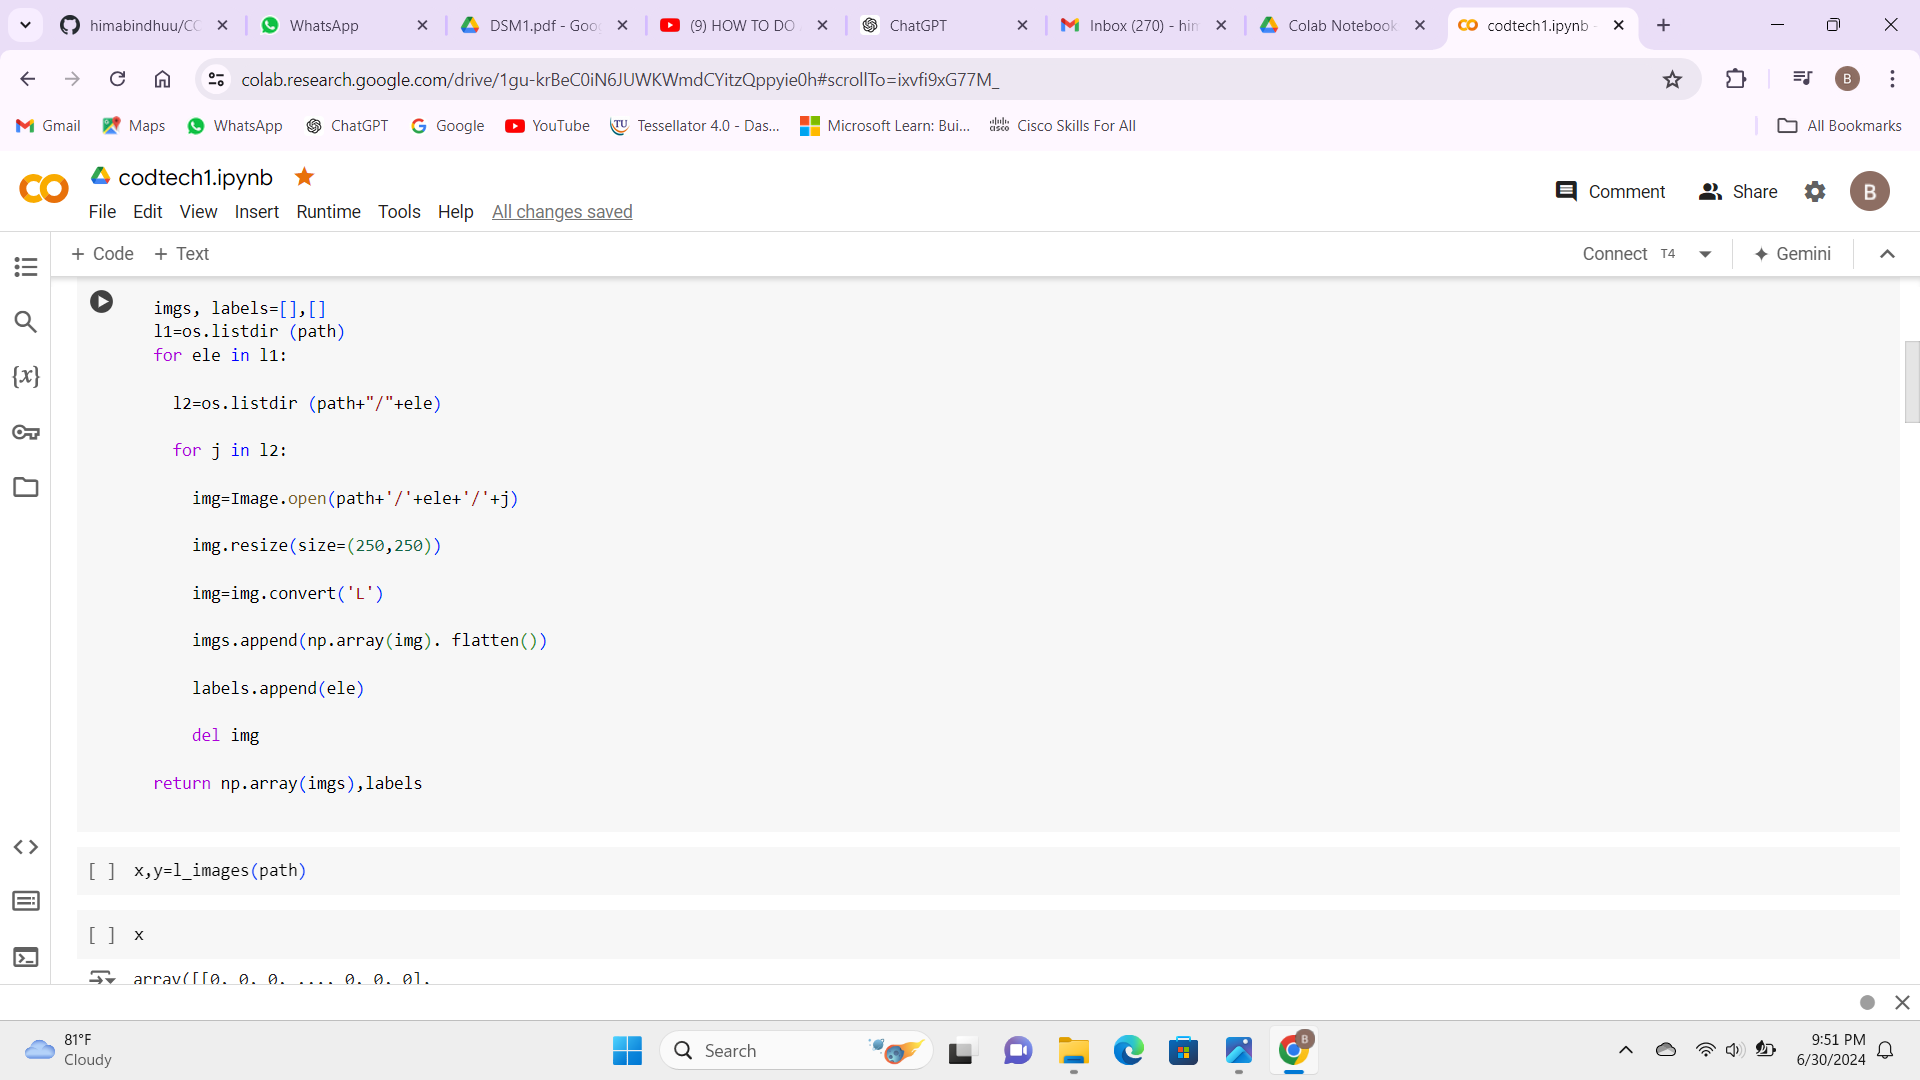 himabindhuu/CO
WhatsApp
DSM1.pdf - Goo
(9) HOW TO DO
ChatGPT
Inbox (270) - him
Colab Notebook
codtech1.ipynb -
colab.research.google.com/drive/1gu-krBeC0iN6JUWKWmdCYitzQppyie0h#scrollTo=ixvfi9xG77M_
B
Gmail
Maps
WhatsApp
ChatGPT
Google
YouTube
TU
Tessellator 4.0 - Das...
Microsoft Learn: Bui...
Cisco Skills For All
All Bookmarks
codtech1.ipynb
Comment
Share
B
File Edit View Insert Runtime Tools Help All changes saved
+ Code + Text
Connect T4
Gemini
imgs, labels=[],[]
l1=os.listdir (path)
for ele in l1:
l2=os.listdir (path+"/"+ele)
for j in l2:
img=Image.open(path+'/'+ele+'/'+j)
img.resize(size=(250,250))
img=img.convert('L')
imgs.append(np.array(img). flatten())
labels.append(ele)
del img
return np.array(imgs),labels
{x}
[ ] x,y=l_images(path)
[ ] x
array([[0, 0, 0, ..., 0, 0, 0],
81°F
Cloudy
Search
B
9:51 PM
6/30/2024